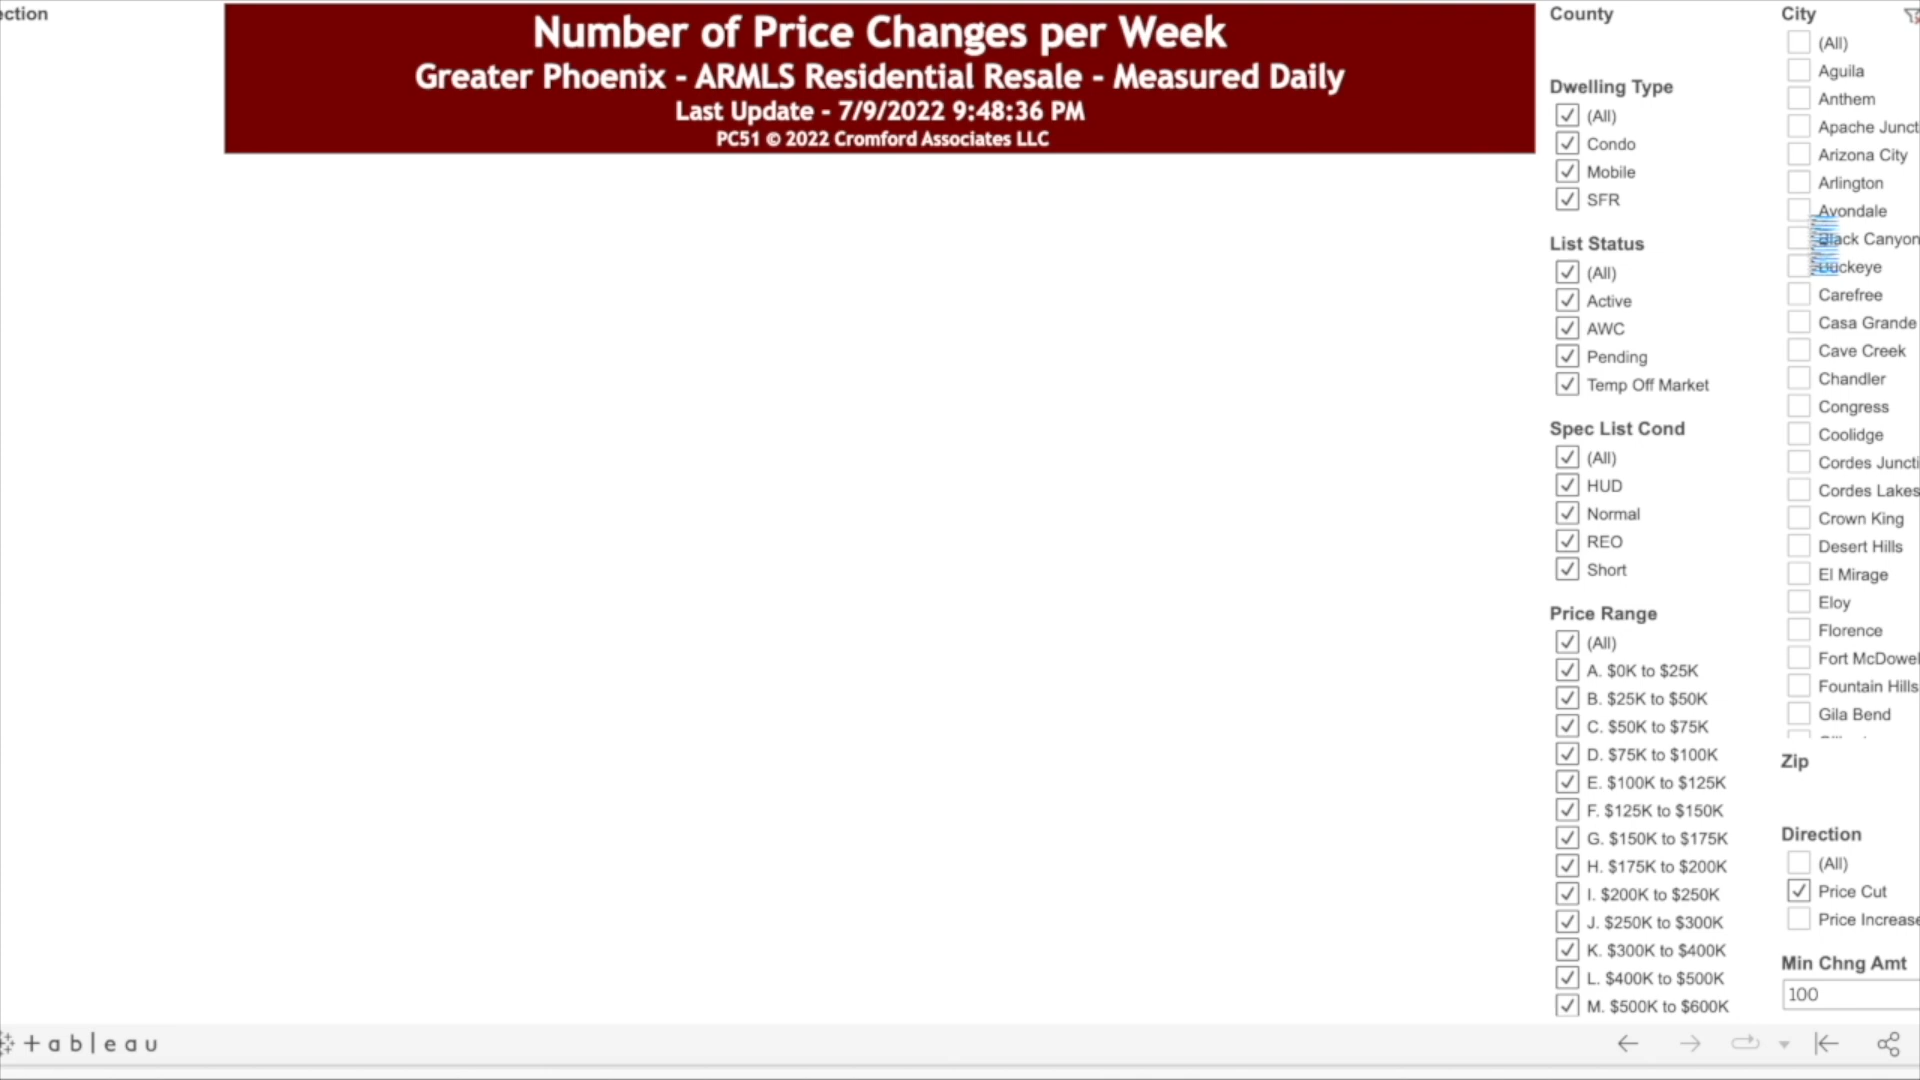 ection
Number of Price Changes per Week
Greater Phoenix - ARMLS Residential Resale - Measured Daily
Last Update - 7/9/2022 9:48:36 PM
PC51 © 2022 Cromford Associates LLC
County
Dwelling Type
(All)
Condo
Mobile
SFR
List Status
(All)
Active
AWC
Pending
Temp Off Market
Spec List Cond
(All)
HUD
Normal
REO
Short
Price Range
(All)
A. $0K to $25K
B. $25K to $50K
C. $50K to $75K
D. $75K to $100K
E. $100K to $125K
F. $125K to $150K
G. $150K to $175K
H. $175K to $200K
I. $200K to $250K
J. $250K to $300K
K. $300K to $400K
L. $400K to $500K
M. $500K to $600K
City
(All)
Aguila
Anthem
Apache Junct
Arizona City
Arlington
Avondale
Black Canyon
Buckeye
Carefree
Casa Grande
Cave Creek
Chandler
Congress
Coolidge
Cordes Juncti
Cordes Lakes
Crown King
Desert Hills
El Mirage
Eloy
Florence
Fort McDowel
Fountain Hills
Gila Bend
Zip
Direction
(All)
Price Cut
Price Increase
Min Chng Amt
100
+ableau